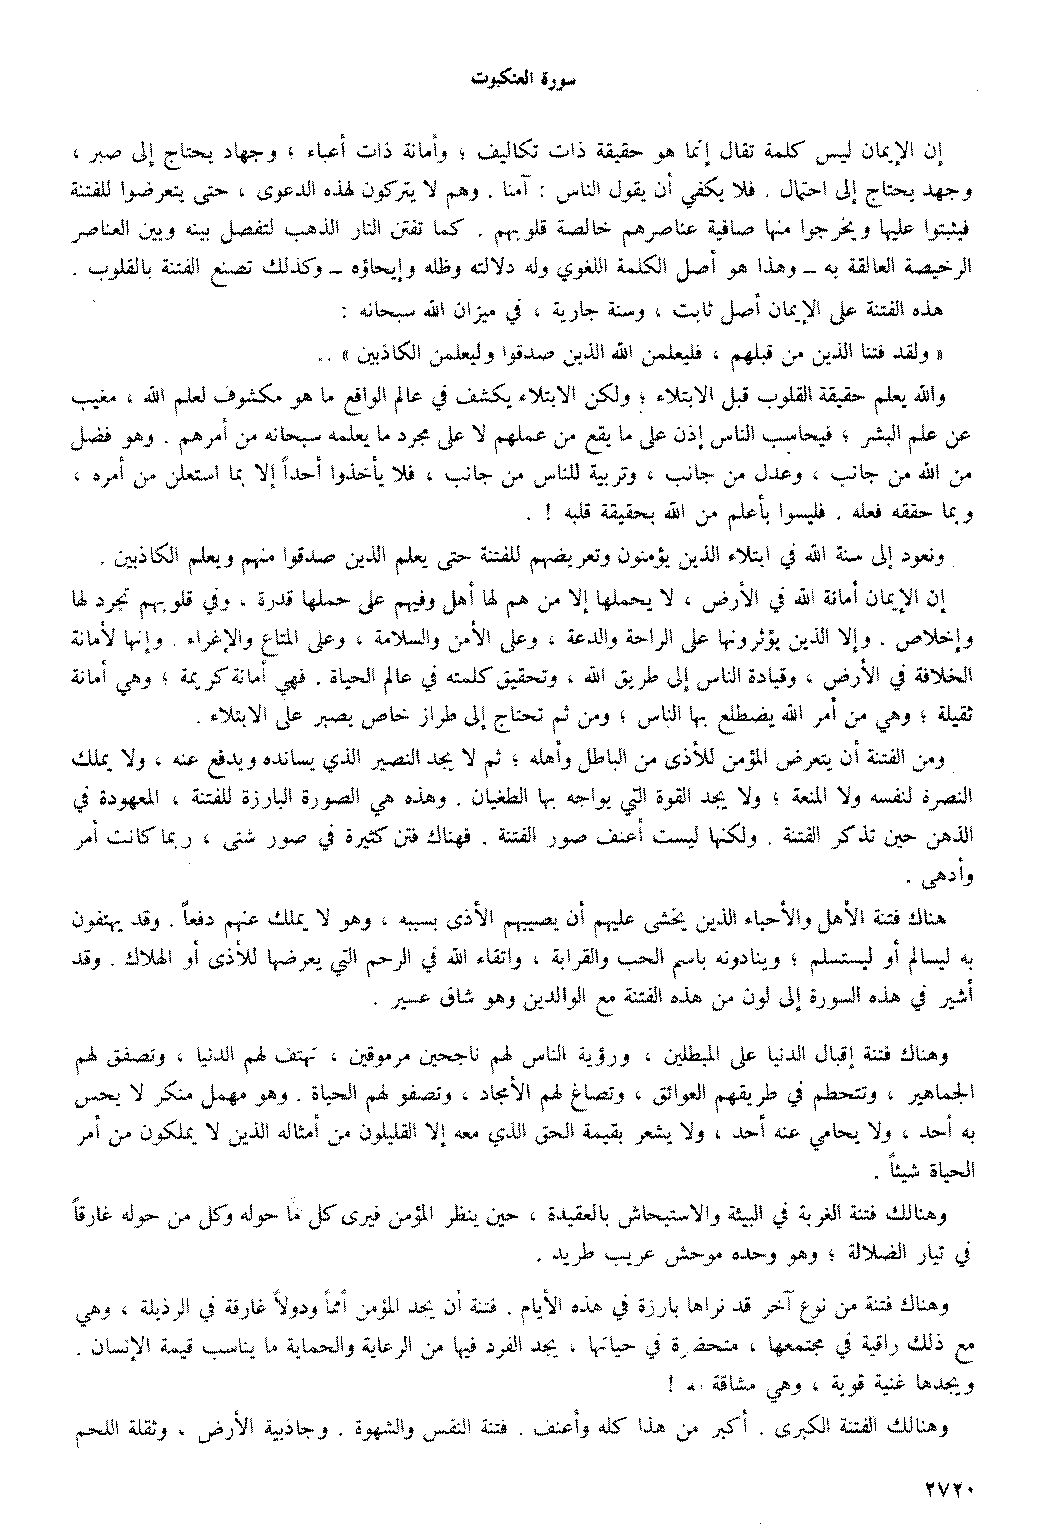 سورة العنكبوت
إن الإيمان ليس كلمة تقال إنما هو حقيقة ذات تكاليف ؛ وأمانة ذات أعباء ؛ وجهاد يحتاج إلى صبر ،
وجهد يحتاج إلى احتمال . فلا يكفي أن يقول الناس : آمنا . وهم لا يتركون لهذه الدعوى ، حتى يتعرضوا للفتنة
فيثبتوا عليها ويخرجوا منها صافية عناصرهم خالصة قلوبهم . كما تفتن النار الذهب لتفصل بينه وبين العناصر
الرخيصة العالقة به – وهذا هو أصل الكلمة اللغوي وله دلالته وظله وإيحاؤه – وكذلك تصنع الفتنة بالقلوب .
هذه الفتنة على الإيمان أصل ثابت ، وسنة جارية ، في ميزان الله سبحانه :
« ولقد فتنا الذين من قبلهم ، فليعلمن الله الذين صدقوا وليعلمن الكاذبين » ..
والله يعلم حقيقة القلوب قبل الابتلاء ؛ ولكن الابتلاء يكشف في عالم الواقع ما هو مكشوف لعلم الله ، مغيب
عن علم البشر ؛ فيحاسب الناس إذن على ما يقع من عملهم لا على مجرد ما يعلمه سبحانه من أمرهم . وهو فضل
من الله من جانب ، وعدل من جانب ، وتربية للناس من جانب ، فلا يأخذوا أحداً إلا بما استعلن من أمره ،
وبما حققه فعله . فليسوا بأعلم من الله بحقيقة قلبه ! .
ونعود إلى سنة الله في ابتلاء الذين يؤمنون وتعريضهم للفتنة حتى يعلم الذين صدقوا منهم ويعلم الكاذبين .
إن الإيمان أمانة الله في الأرض ، لا يحملها إلا من هم لها أهل وفيهم على حملها قدرة ، وفي قلوبهم تجرد لها
وإخلاص . وإلا الذين يؤثرونها على الراحة والدعة ، وعلى الأمن والسلامة ، وعلى المتاع والإغراء . وإنها لأمانة
الخلافة في الأرض ، وقيادة الناس إلى طريق الله ، وتحقيق كلمته في عالم الحياة . فهي أمانة كريمة ؛ وهي أمانة
ثقيلة ؛ وهي من أمر الله يضطلع بها الناس ؛ ومن ثم تحتاج إلى طراز خاص يصبر على الابتلاء .
ومن الفتنة أن يتعرض المؤمن للأذى من الباطل وأهله ؛ ثم لا يجد النصير الذي يسانده ويدفع عنه ، ولا يملك
النصرة لنفسه ولا المنعة ؛ ولا يجد القوة التي يواجه بها الطغيان . وهذه هي الصورة البارزة للفتنة ، المعهودة في
الذهن حين تذكر الفتنة . ولكنها ليست أعنف صور الفتنة . فهناك فتن كثيرة في صور شتى ، ربما كانت أمر
وأدهى .
هناك فتنة الأهل والأحباء الذين يخشى عليهم أن يصيبهم الأذى بسببه ، وهو لا يملك عنهم دفعاً . وقد يهتفون
به ليسالم أو ليستسلم ؛ وينادونه باسم الحب والقرابة ، واتقاء الله في الرحم التي يعرضها للأذى أو الهلاك . وقد
أشير في هذه السورة إلى لون من هذه الفتنة مع الوالدين وهو شاق عسير .
وهناك فتنة إقبال الدنيا على المبطلين ، ورؤية الناس لهم ناجحين مرموقين ، تهتف لهم الدنيا ، وتصفق لهم
الجماهير ، وتتحطم في طريقهم العوائق ، وتصاغ لهم الأمجاد ، وتصفو لهم الحياة . وهو مهمل منكر لا يحس
به أحد ، ولا يحامي عنه أحد ، ولا يشعر بقيمة الحق الذي معه إلا القليلون من أمثاله الذين لا يملكون من أمر
الحياة شيئاً .
وهنالك فتنة الغربة في البيئة والاستيحاش بالعقيدة ، حين ينظر المؤمن فيرى كل ما حوله وكل من حوله غارقاً
في تيار الضلالة ؛ وهو وحده موحش عريب طريد .
وهناك فتنة من نوع آخر قد نراها بارزة في هذه الأيام . فتنة أن يجد المؤمن أمماً ودولاً غارقة في الرذيلة ، وهي
مع ذلك راقية في مجتمعها ، متحضرة في حياتها ، يجد الفرد فيها من الرعاية والحماية ما يناسب قيمة الإنسان .
ويجدها غنية قوية ، وهي مشاقة لله !
وهنالك الفتنة الكبرى . أكبر من هذا كله وأعنف . فتنة النفس والشهوة . وجاذبية الأرض ، وثقلة اللحم
٢٧٢٠